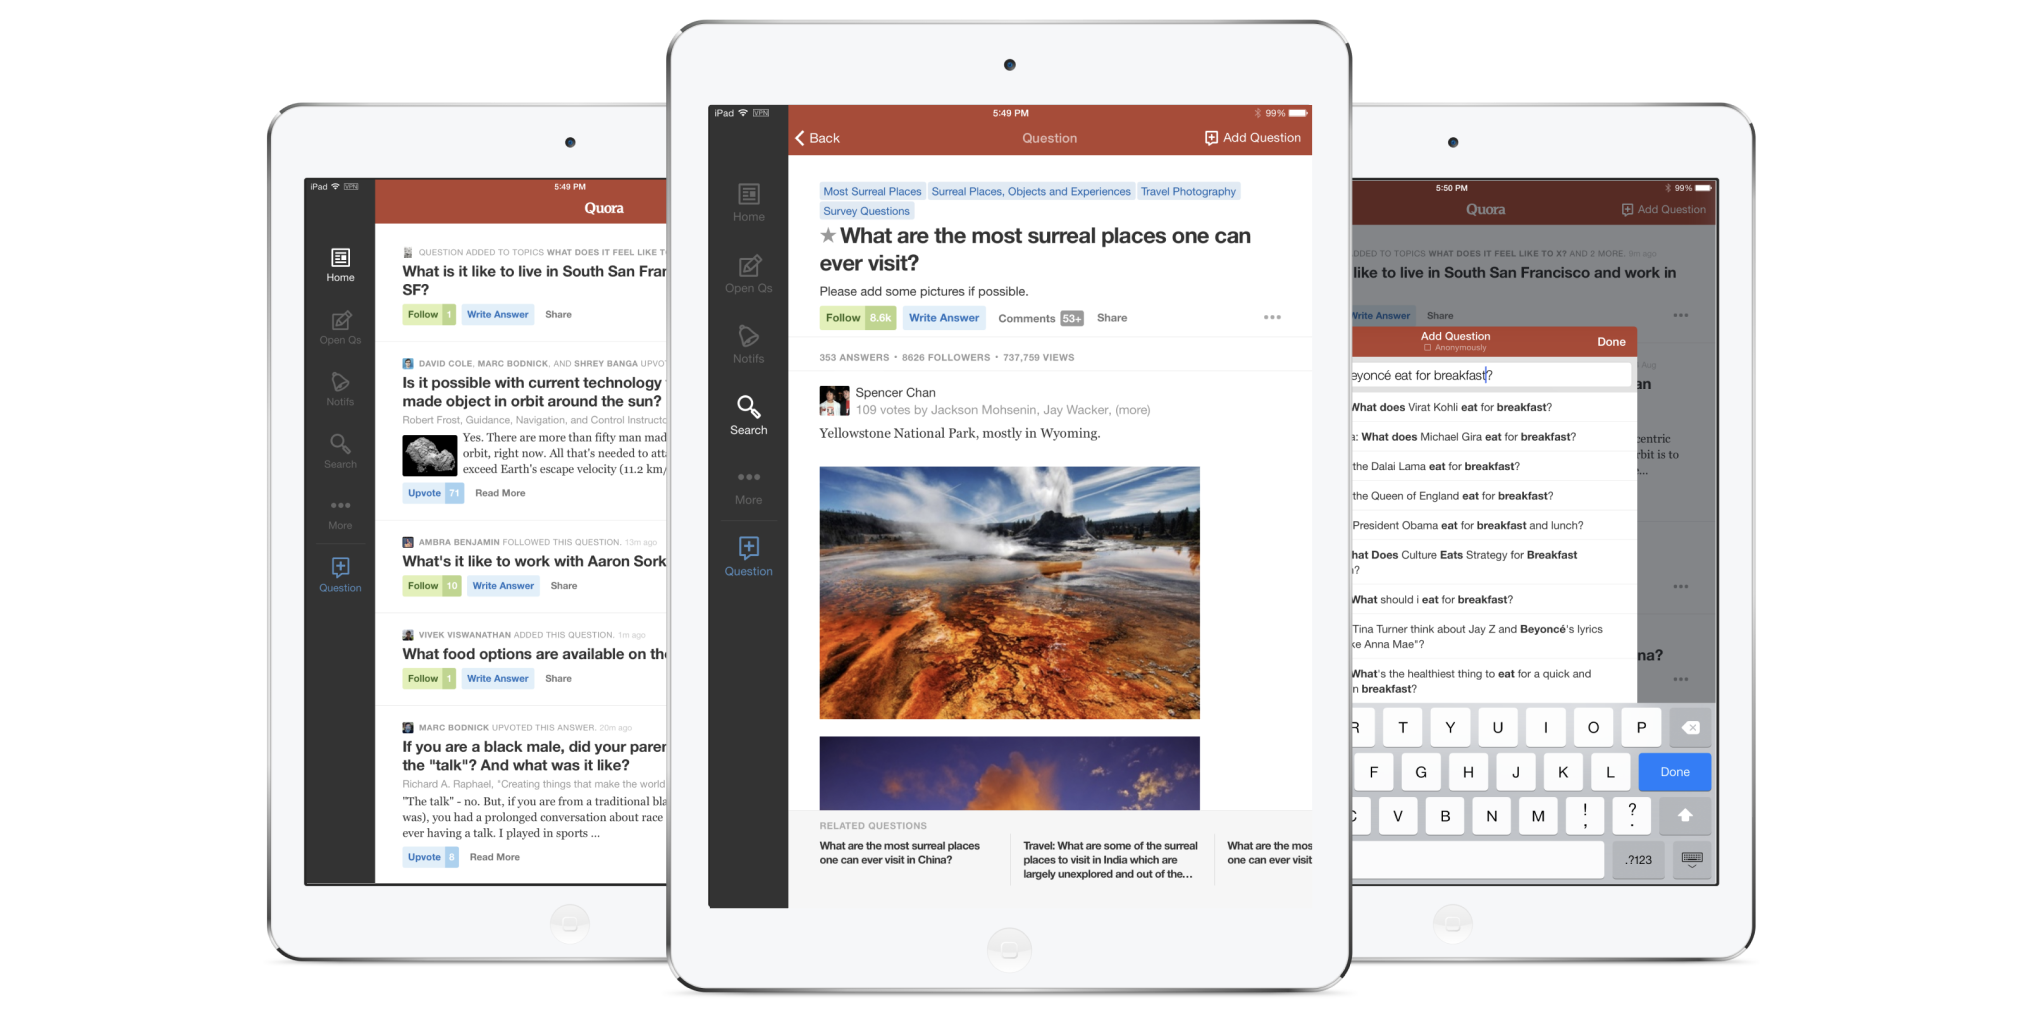 iPad VPN 5:49 PM
Quora
Home
Open Qs
Notifs
Search
More
Question
QUESTION ADDED TO TOPICS WHAT DOES IT FEEL LIKE T
What is it like to live in South San Fran
SF?
Follow 1 Write Answer Share
DAVID COLE, MARC BODNICK, AND SHREY BANGA UPVO
Is it possible with current technology
made object in orbit around the sun?
Robert Frost, Guidance, Navigation, and Control Instructo
Yes. There are more than fifty man mad
orbit, right now. All that's needed to atta
exceed Earth's escape velocity (11.2 km/
Upvote 71 Read More
AMBRA BENJAMIN FOLLOWED THIS QUESTION. 13m ago
What's it like to work with Aaron Sork
Follow 10 Write Answer Share
VIVEK VISWANATHAN ADDED THIS QUESTION. 1m ago
What food options are available on the
Follow 1 Write Answer Share
MARC BODNICK UPVOTED THIS ANSWER. 20m ago
If you are a black male, did your paren
the "talk"? And what was it like?
Richard A. Raphael, "Creating things that make the world
"The talk" - no. But, if you are from a traditional bla
was), you had a prolonged conversation about race
ever having a talk. I played in sports ...
Upvote 8 Read More
iPad VPN 5:49 PM 99%
Back Question Add Question
Home
Open Qs
Notifs
Search
More
Question
Most Surreal Places Surreal Places, Objects and Experiences Travel Photography
Survey Questions
What are the most surreal places one can
ever visit?
Please add some pictures if possible.
Follow 8.6k Write Answer Comments 53+ Share
353 ANSWERS • 8626 FOLLOWERS • 737,759 VIEWS
Spencer Chan
109 votes by Jackson Mohsenin, Jay Wacker, (more)
Yellowstone National Park, mostly in Wyoming.
RELATED QUESTIONS
What are the most surreal places
one can ever visit in China?
Travel: What are some of the surreal
places to visit in India which are
largely unexplored and out of the...
What are the mos
one can ever visit
5:50 PM 99%
Quora Add Question
DDED TO TOPICS WHAT DOES IT FEEL LIKE TO X? AND 2 MORE. 9m ago
like to live in South San Francisco and work in
Write Answer Share
Add Question Done
Anonymously
Aug
eyoncé eat for breakfast?
an
What does Virat Kohli eat for breakfast?
a: What does Michael Gira eat for breakfast?
centric
rbit is to
the Dalai Lama eat for breakfast?
the Queen of England eat for breakfast?
President Obama eat for breakfast and lunch?
hat Does Culture Eats Strategy for Breakfast
?
What should i eat for breakfast?
Tina Turner think about Jay Z and Beyoncé's lyrics
ke Anna Mae"?
na?
What's the healthiest thing to eat for a quick and
n breakfast?
R T Y U I O P
F G H J K L Done
C V B N M ! , ? .
.?123